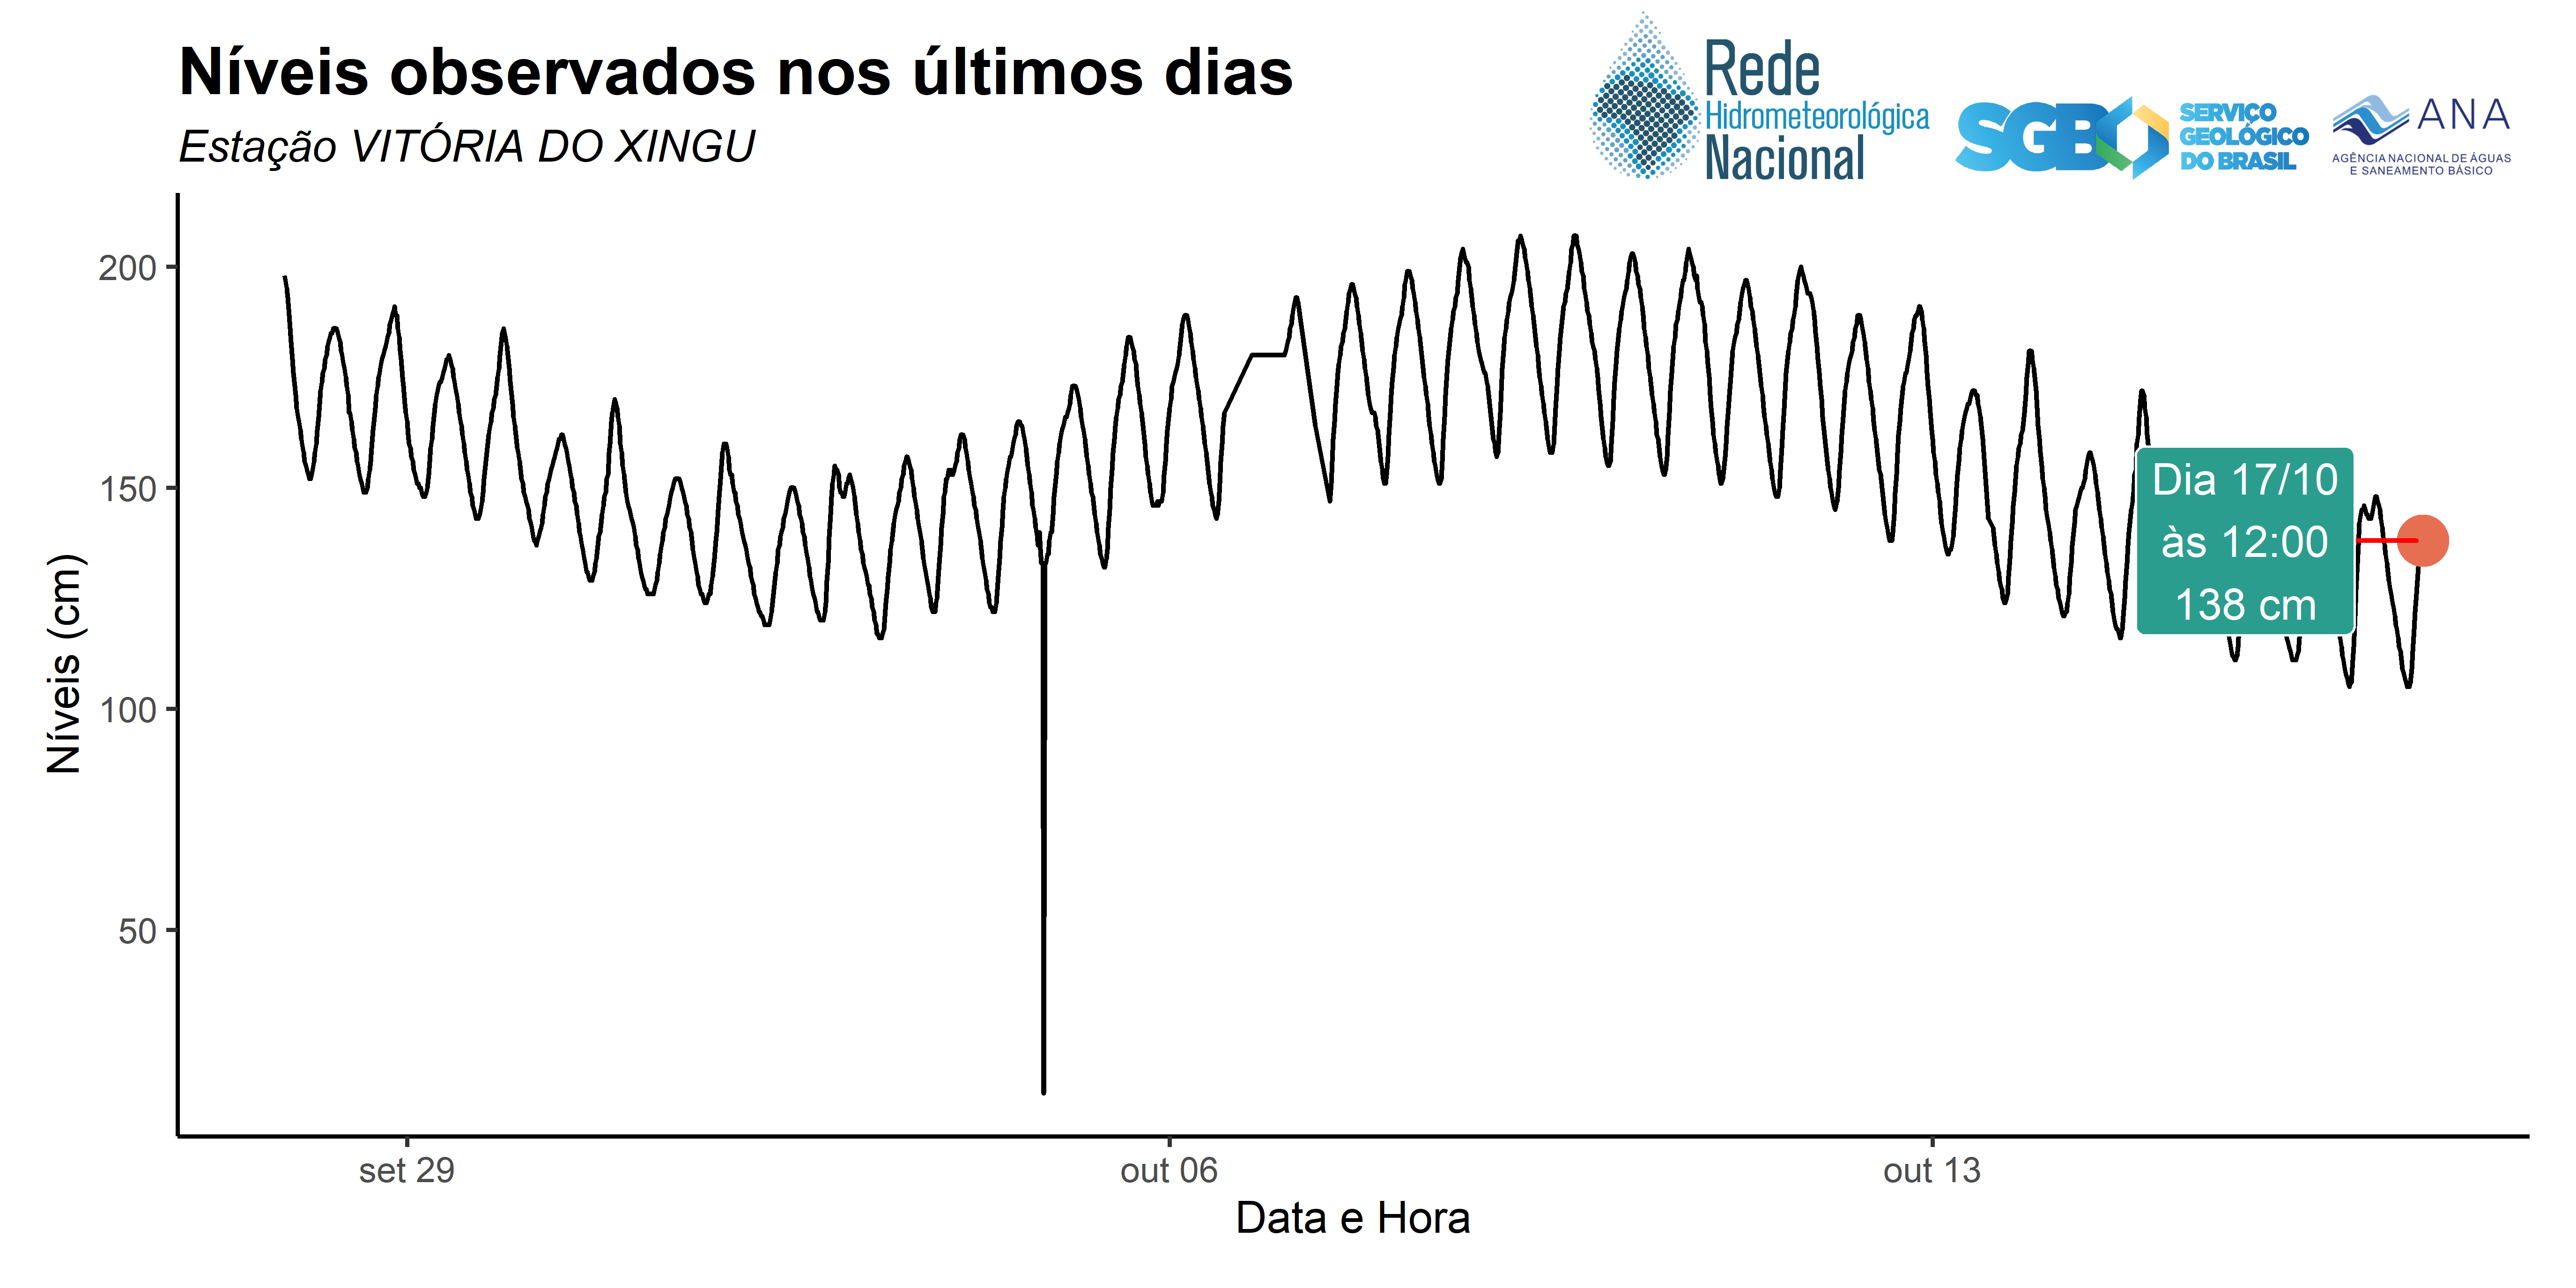 Níveis observados nos últimos dias
Estação VITÓRIA DO XINGU
Rede
Hidrometeorológica
Nacional
SGB
SERVIÇO
GEOLÓGICO
DO BRASIL
ANA
AGÊNCIA NACIONAL DE ÁGUAS
E SANEAMENTO BÁSICO
Níveis (cm)
200
150
100
50
Dia 17/10
às 12:00
138 cm
set 29
out 06
out 13
Data e Hora